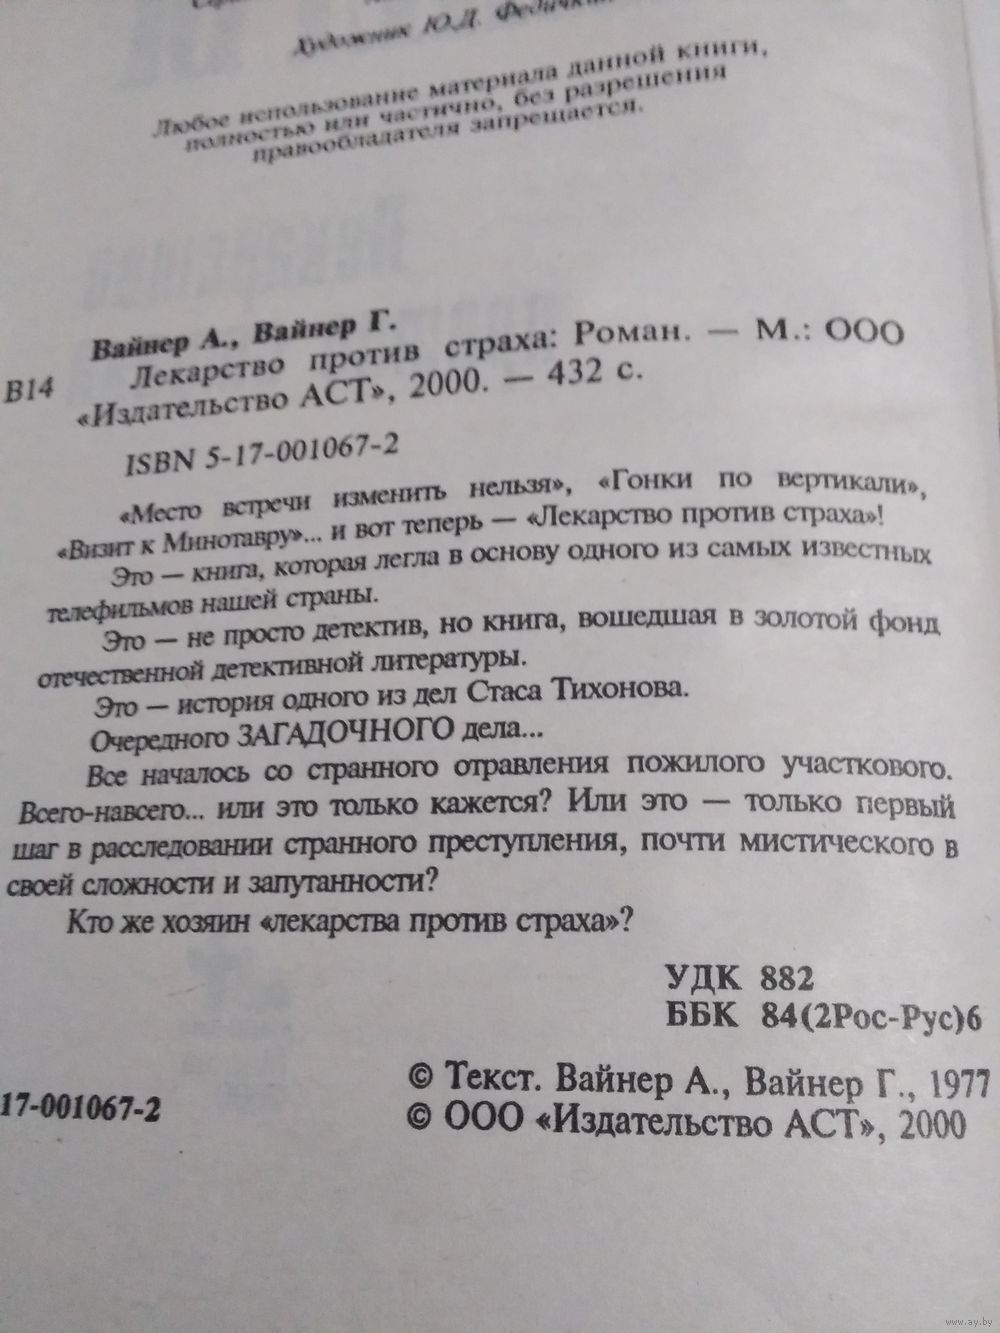 Художник Ю.Д.
Любое использование материала данной книги,
полностью или частично, без разрешения
правообладателя запрещается.
Вайнер А., Вайнер Г.
В14 Лекарство против страха: Роман. — М.: ООО
«Издательство АСТ», 2000. — 432 с.
ISBN 5-17-001067-2
«Место встречи изменить нельзя», «Гонки по вертикали»,
«Визит к Минотавру»... и вот теперь — «Лекарство против страха»!
Это — книга, которая легла в основу одного из самых известных
телефильмов нашей страны.
Это — не просто детектив, но книга, вошедшая в золотой фонд
отечественной детективной литературы.
Это — история одного из дел Стаса Тихонова.
Очередного ЗАГАДОЧНОГО дела...
Все началось со странного отравления пожилого участкового.
Всего-навсего... или это только кажется? Или это — только первый
шаг в расследовании странного преступления, почти мистического в
своей сложности и запутанности?
Кто же хозяин «лекарства против страха»?
УДК 882
ББК 84(2Рос-Рус)6
© Текст. Вайнер А., Вайнер Г., 1977
17-001067-2
© ООО «Издательство АСТ», 2000
www.ay.by